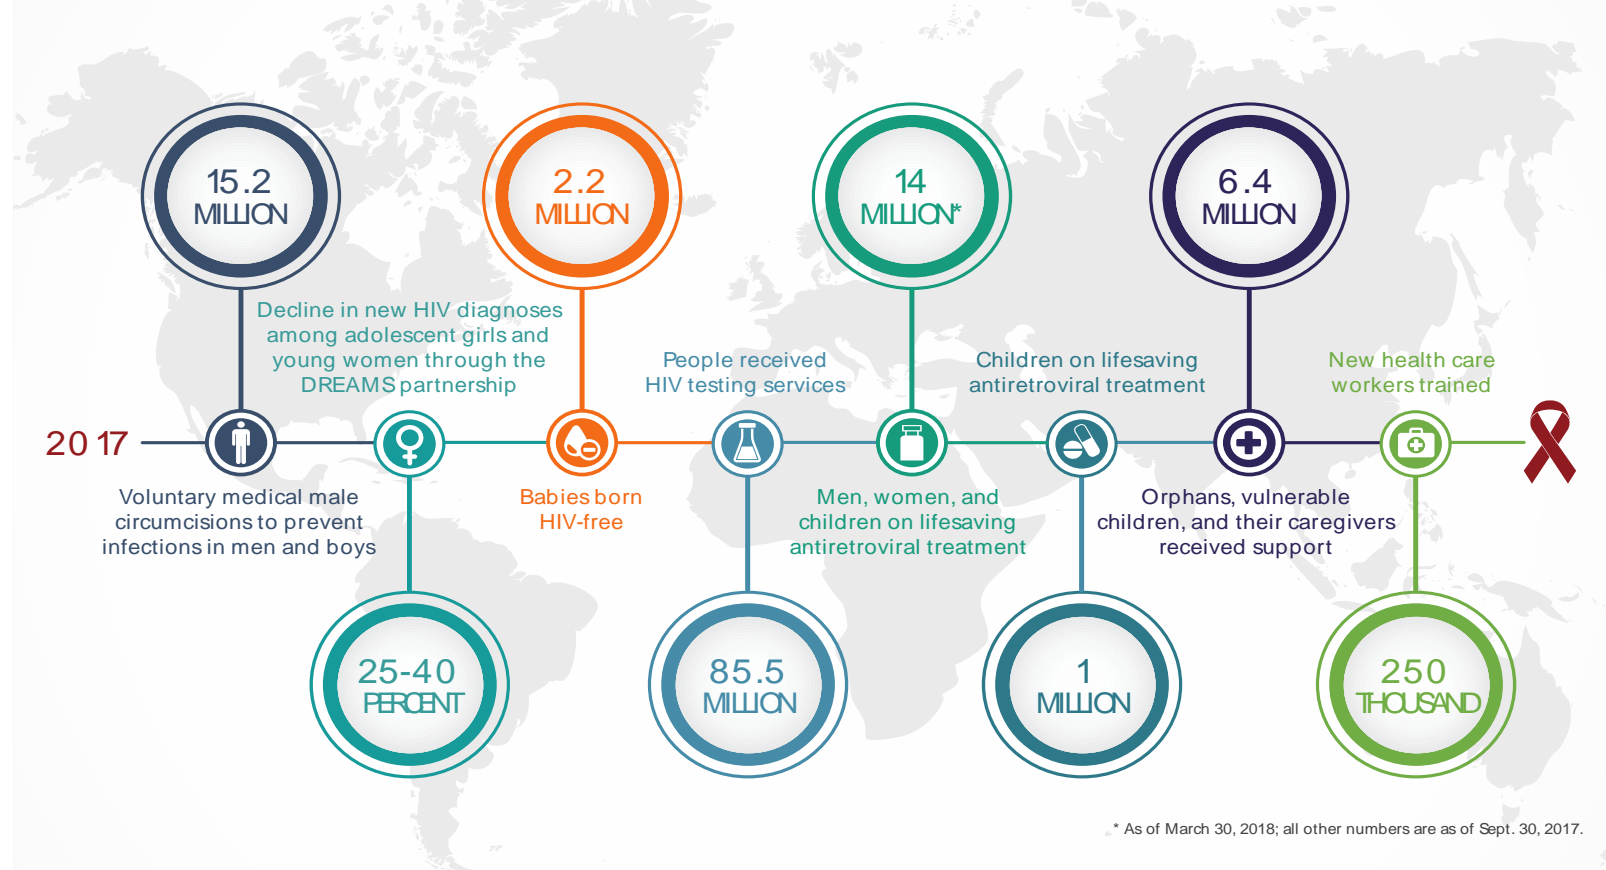 15.2
MILLION
2.2
MILLION
14
MILLION*
6.4
MILLION
Decline in new HIV diagnoses
among adolescent girls and
young women through the
DREAMS partnership
People received
HIV testing services
Children on lifesaving
antiretroviral treatment
New health care
workers trained
2017
Voluntary medical male
circumcisions to prevent
infections in men and boys
Babies born
HIV-free
Men, women, and
children on lifesaving
antiretroviral treatment
Orphans, vulnerable
children, and their caregivers
received support
25-40
PERCENT
85.5
MILLION
1
MILLION
250
THOUSAND
* As of March 30, 2018; all other numbers are as of Sept. 30, 2017.